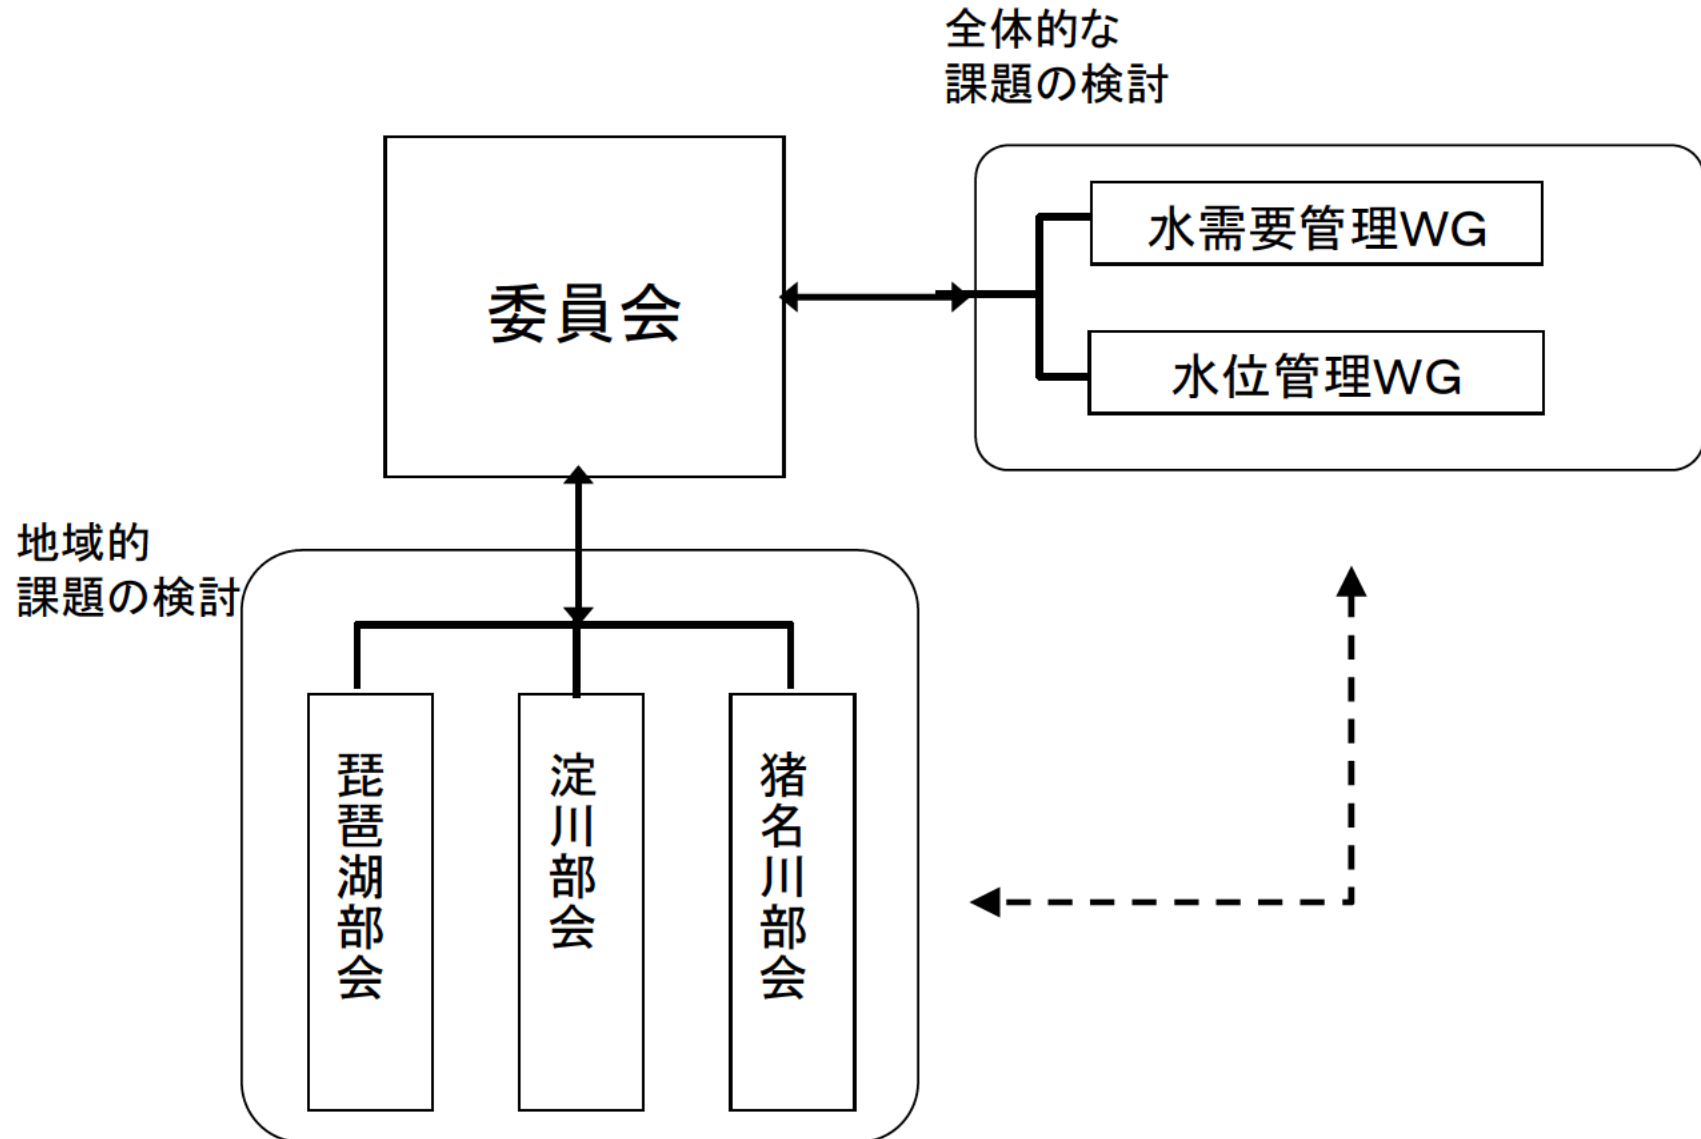 全体的な
課題の検討
水需要管理WG
委員会
水位管理WG
地域的
課題の検討
琵琶湖部会
淀川部会
猪名川部会